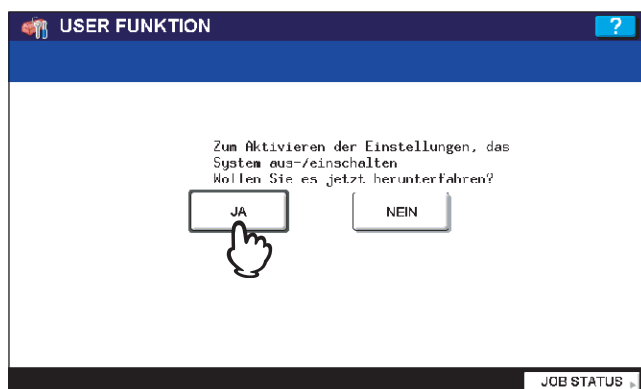 USER FUNKTION
?
Zum Aktivieren der Einstellungen, das
System aus-/einschalten
Wollen Sie es jetzt herunterfahren?
JA
NEIN
JOB STATUS